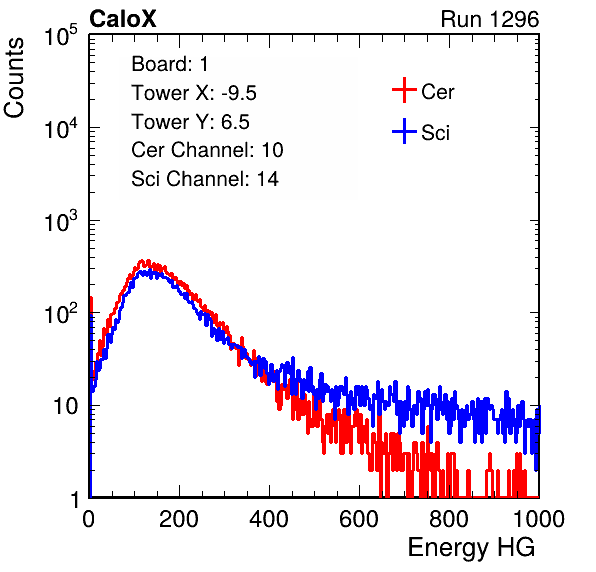 CaloX Run 1296
Counts
10^5
10^4
10^3
10^2
10
1
Board: 1
Tower X: -9.5
Tower Y: 6.5
Cer Channel: 10
Sci Channel: 14
Cer
Sci
0 200 400 600 800 1000
Energy HG